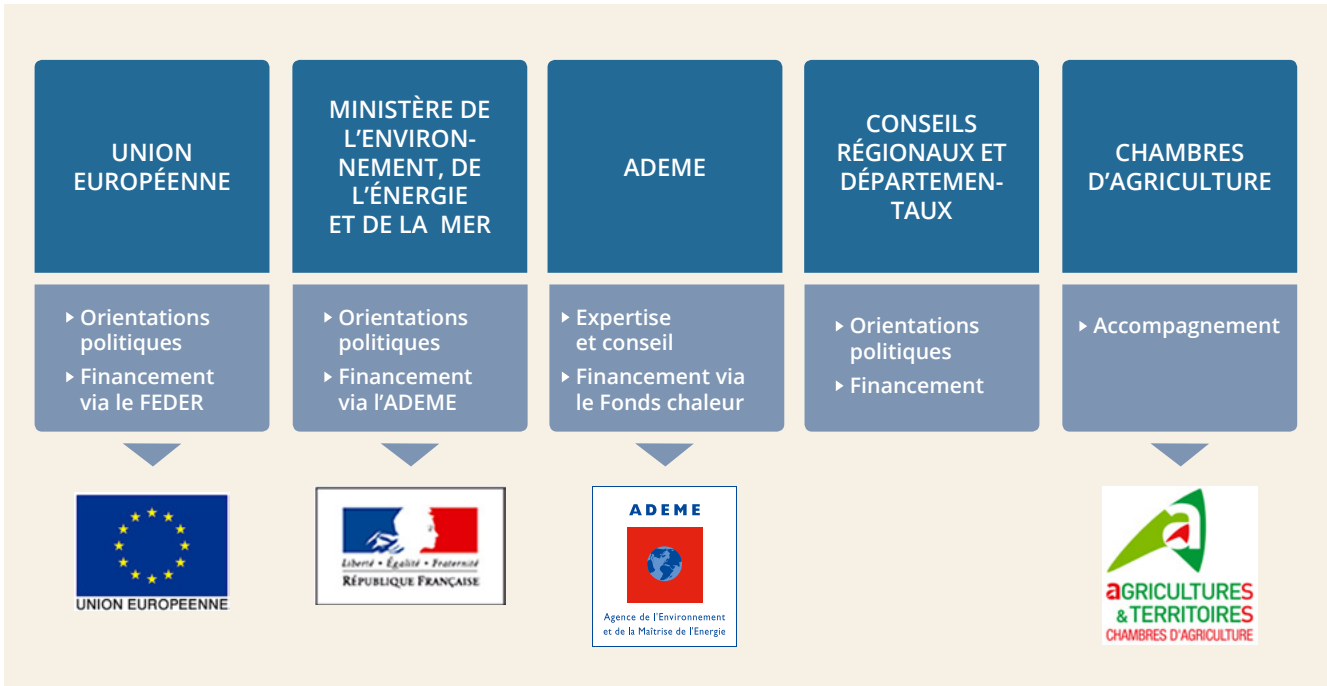 UNION
EUROPÉENNE
Orientations
politiques
Financement
via le FEDER
UNION EUROPEENNE
MINISTÈRE DE
L'ENVIRON-
NEMENT, DE
L'ÉNERGIE
ET DE LA  MER
Orientations
politiques
Financement
via l'ADEME
Liberté • Égalité • Fraternité
RÉPUBLIQUE FRANÇAISE
ADEME
Expertise
et conseil
Financement via
le Fonds chaleur
ADEME
Agence de l'Environnement
et de la Maîtrise de l'Energie
CONSEILS
RÉGIONAUX ET
DÉPARTEMEN-
TAUX
Orientations
politiques
Financement
CHAMBRES
D'AGRICULTURE
Accompagnement
aGRICULTURES
& TERRITOIRES
CHAMBRES D'AGRICULTURE